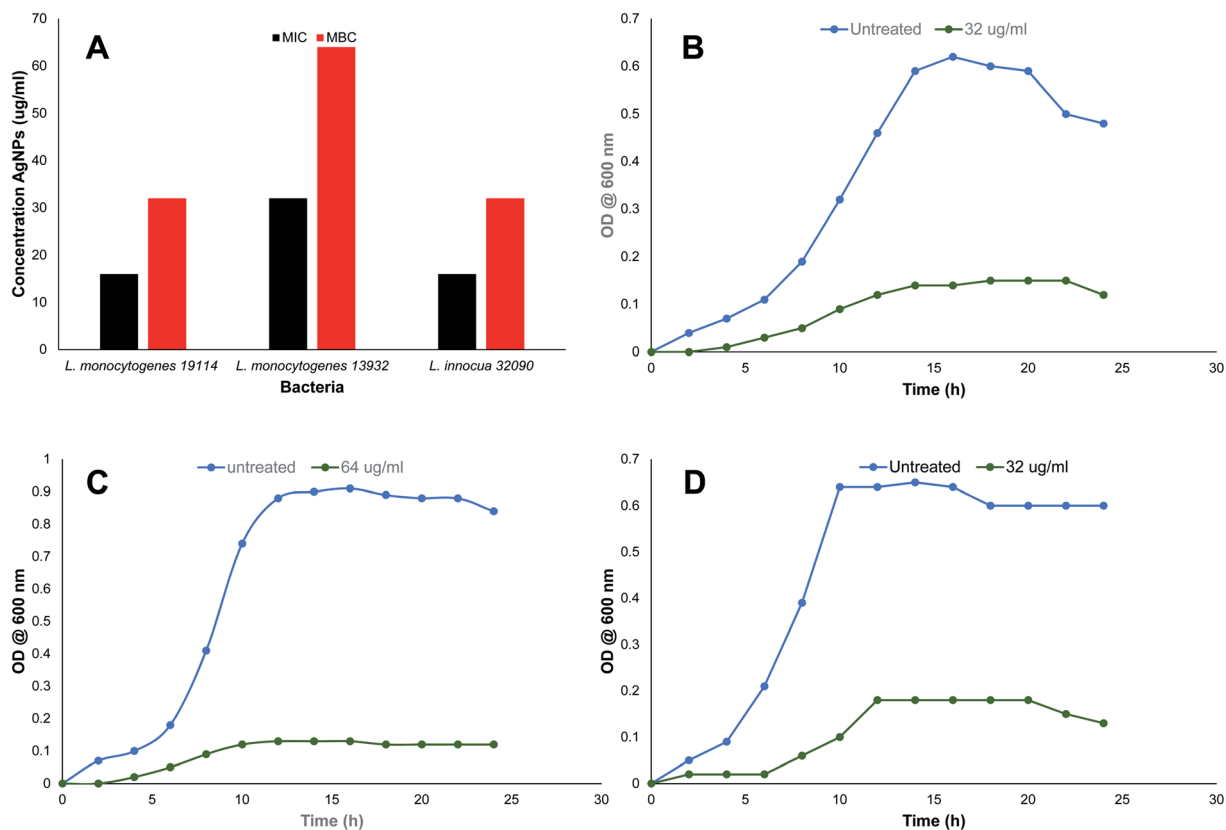 A
MIC MBC
Concentration AgNPs (ug/ml)
70
60
50
40
30
20
10
0
L. monocytogenes 19114 L. monocytogenes 13932 L. innocua 32090
Bacteria
B
Untreated 32 ug/ml
OD @ 600 nm
0.7
0.6
0.5
0.4
0.3
0.2
0.1
0
0 5 10 15 20 25 30
Time (h)
C
untreated 64 ug/ml
OD @ 600 nm
1
0.9
0.8
0.7
0.6
0.5
0.4
0.3
0.2
0.1
0
0 5 10 15 20 25 30
Time (h)
D
Untreated 32 ug/ml
OD @ 600 nm
0.7
0.6
0.5
0.4
0.3
0.2
0.1
0
0 5 10 15 20 25 30
Time (h)